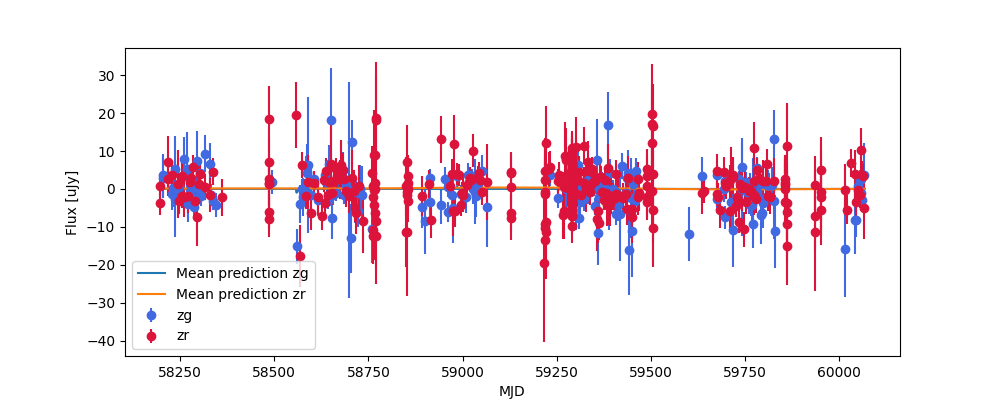 30
20
10
0
−10
−20
−30
−40
Flux [uJy]
Mean prediction zg
Mean prediction zr
zg
zr
58250 58500 58750 59000 59250 59500 59750 60000
MJD